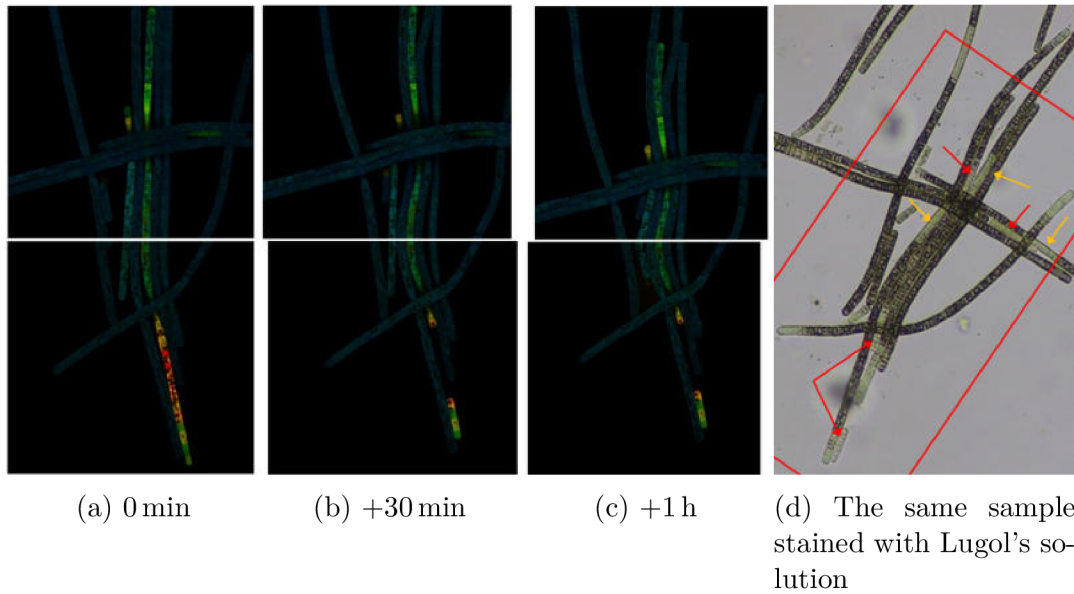 (a) 0 min
(b) +30 min
(c) +1 h
(d) The same sample
stained with Lugol's so-
lution